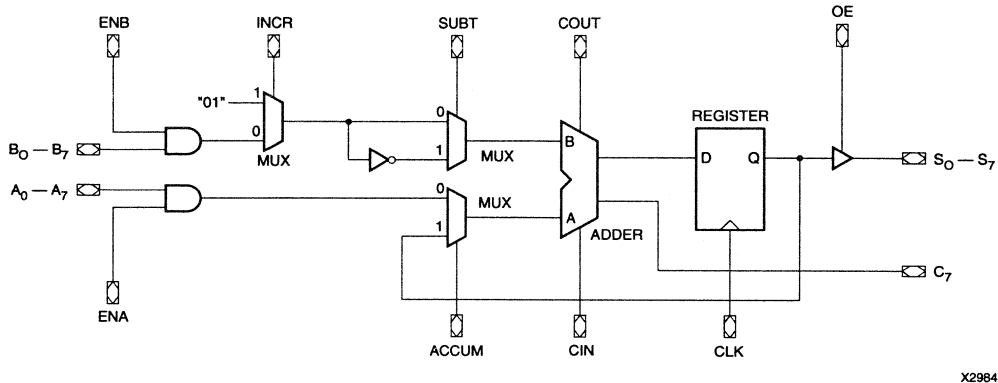 ENB
INCR
SUBT
COUT
OE
"01"
1
0
MUX
B0 — B7
A0 — A7
0
1
MUX
0
1
MUX
B
A
ADDER
REGISTER
D
Q
S0 — S7
C7
ENA
ACCUM
CIN
CLK
X2984